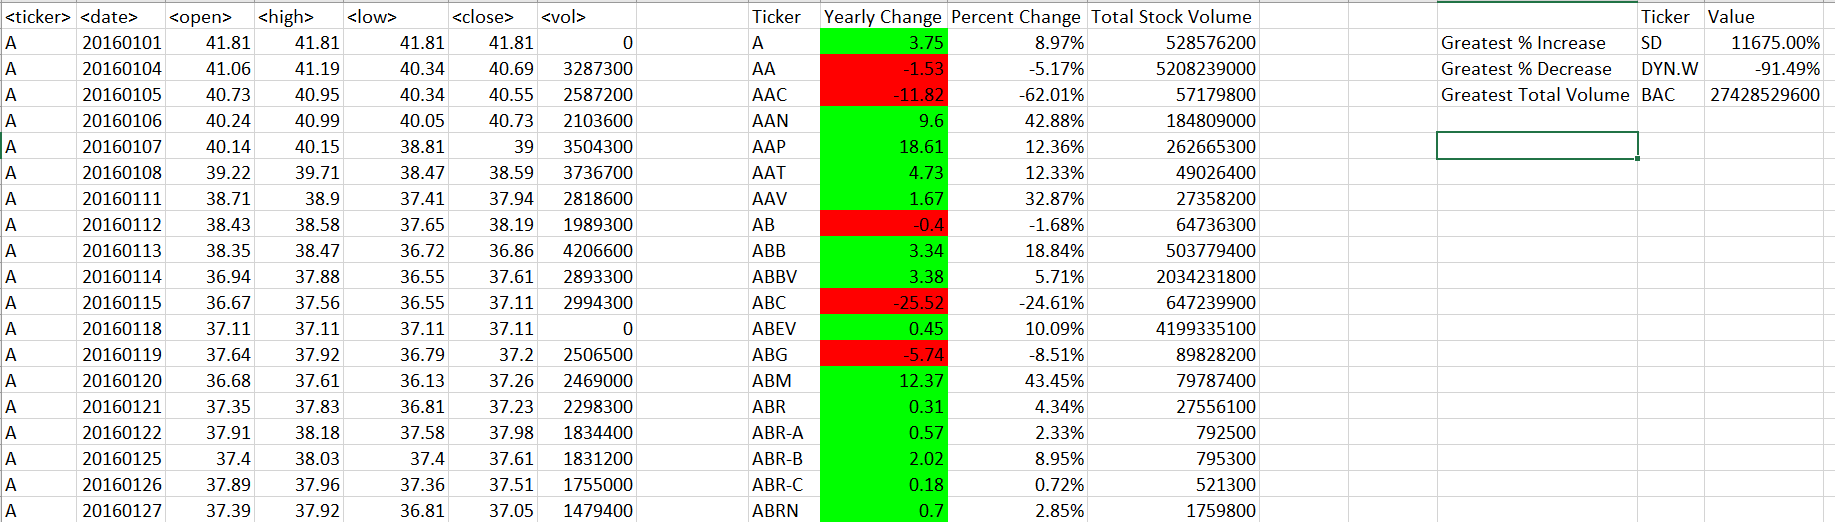 <ticker> <date> <open> <high> <low> <close> <vol> Ticker Yearly Change Percent Change Total Stock Volume Ticker Value
A 20160101 41.81 41.81 41.81 41.81 0 A 3.75 8.97% 528576200 Greatest % Increase SD 11675.00%
A 20160104 41.06 41.19 40.34 40.69 3287300 AA -1.53 -5.17% 5208239000 Greatest % Decrease DYN.W -91.49%
A 20160105 40.73 40.95 40.34 40.55 2587200 AAC -11.82 -62.01% 57179800 Greatest Total Volume BAC 27428529600
A 20160106 40.24 40.99 40.05 40.73 2103600 AAN 9.6 42.88% 184809000
A 20160107 40.14 40.15 38.81 39 3504300 AAP 18.61 12.36% 262665300
A 20160108 39.22 39.71 38.47 38.59 3736700 AAT 4.73 12.33% 49026400
A 20160111 38.71 38.9 37.41 37.94 2818600 AAV 1.67 32.87% 27358200
A 20160112 38.43 38.58 37.65 38.19 1989300 AB -0.4 -1.68% 64736300
A 20160113 38.35 38.47 36.72 36.86 4206600 ABB 3.34 18.84% 503779400
A 20160114 36.94 37.88 36.55 37.61 2893300 ABBV 3.38 5.71% 2034231800
A 20160115 36.67 37.56 36.55 37.11 2994300 ABC -25.52 -24.61% 647239900
A 20160118 37.11 37.11 37.11 37.11 0 ABEV 0.45 10.09% 4199335100
A 20160119 37.64 37.92 36.79 37.2 2506500 ABG -5.74 -8.51% 89828200
A 20160120 36.68 37.61 36.13 37.26 2469000 ABM 12.37 43.45% 79787400
A 20160121 37.35 37.83 36.81 37.23 2298300 ABR 0.31 4.34% 27556100
A 20160122 37.91 38.18 37.58 37.98 1834400 ABR-A 0.57 2.33% 792500
A 20160125 37.4 38.03 37.4 37.61 1831200 ABR-B 2.02 8.95% 795300
A 20160126 37.89 37.96 37.36 37.51 1755000 ABR-C 0.18 0.72% 521300
A 20160127 37.39 37.92 36.81 37.05 1479400 ABRN 0.7 2.85% 1759800